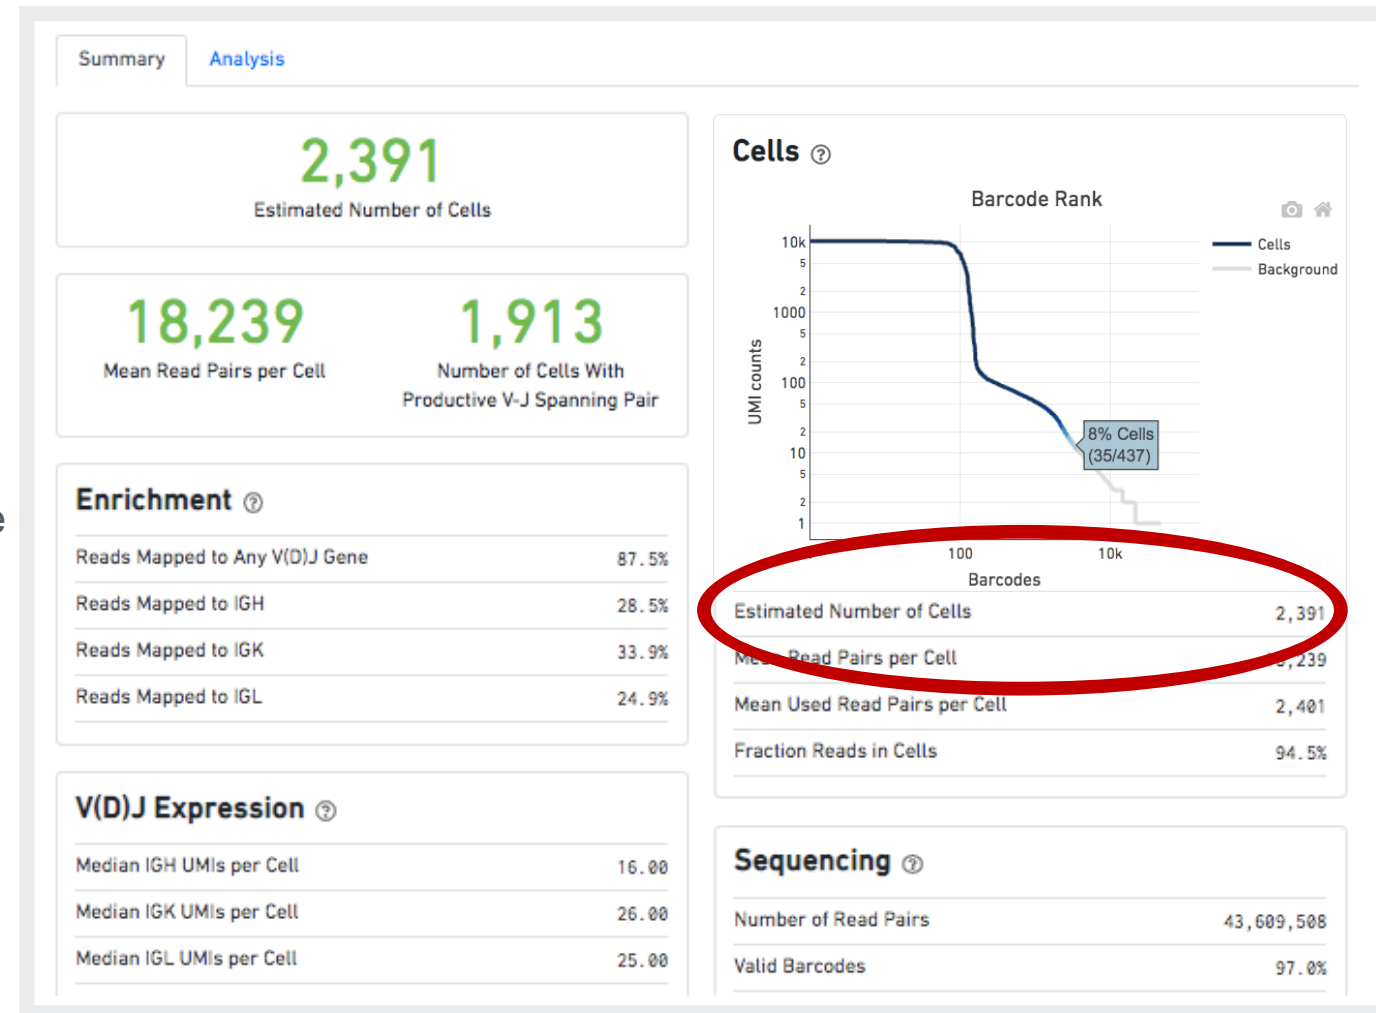 Summary Analysis
2,391
Estimated Number of Cells
18,239
Mean Read Pairs per Cell
1,913
Number of Cells With
Productive V-J Spanning Pair
Enrichment ?
Reads Mapped to Any V(D)J Gene 87.5%
Reads Mapped to IGH 28.5%
Reads Mapped to IGK 33.9%
Reads Mapped to IGL 24.9%
V(D)J Expression ?
Median IGH UMIs per Cell 16.00
Median IGK UMIs per Cell 26.00
Median IGL UMIs per Cell 25.00
e
Cells ?
Barcode Rank
Cells
Background
UMI counts
10k
5
2
1000
5
2
100
5
2
10
5
2
1
8% Cells
(35/437)
100 10k
Barcodes
Estimated Number of Cells 2,391
Mean Read Pairs per Cell ,239
Mean Used Read Pairs per Cell 2,401
Fraction Reads in Cells 94.5%
Sequencing ?
Number of Read Pairs 43,609,508
Valid Barcodes 97.0%